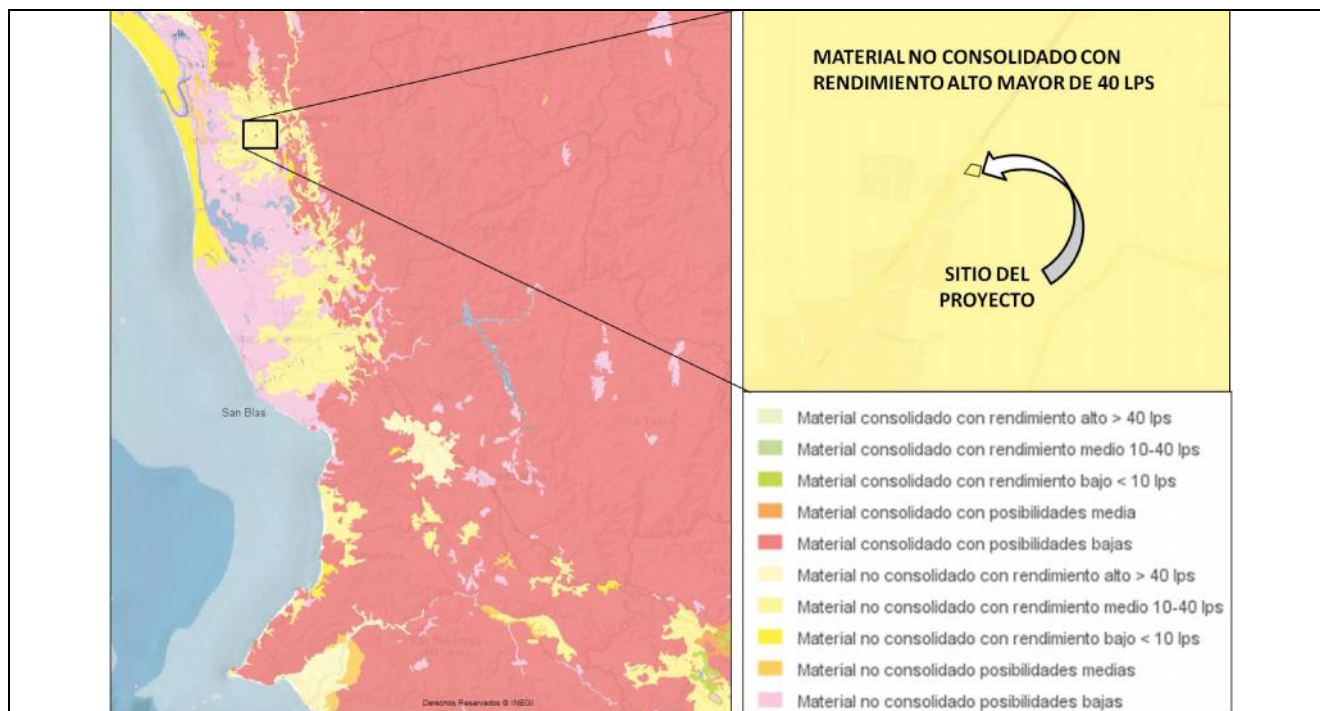 MATERIAL NO CONSOLIDADO CON
RENDIMIENTO ALTO MAYOR DE 40 LPS
SITIO DEL
PROYECTO
San Blas
Derechos Reservados © INEGI
Material consolidado con rendimiento alto > 40 lps
Material consolidado con rendimiento medio 10-40 lps
Material consolidado con rendimiento bajo < 10 lps
Material consolidado con posibilidades media
Material consolidado con posibilidades bajas
Material no consolidado con rendimiento alto > 40 lps
Material no consolidado con rendimiento medio 10-40 lps
Material no consolidado con rendimiento bajo < 10 lps
Material no consolidado posibilidades medias
Material no consolidado posibilidades bajas